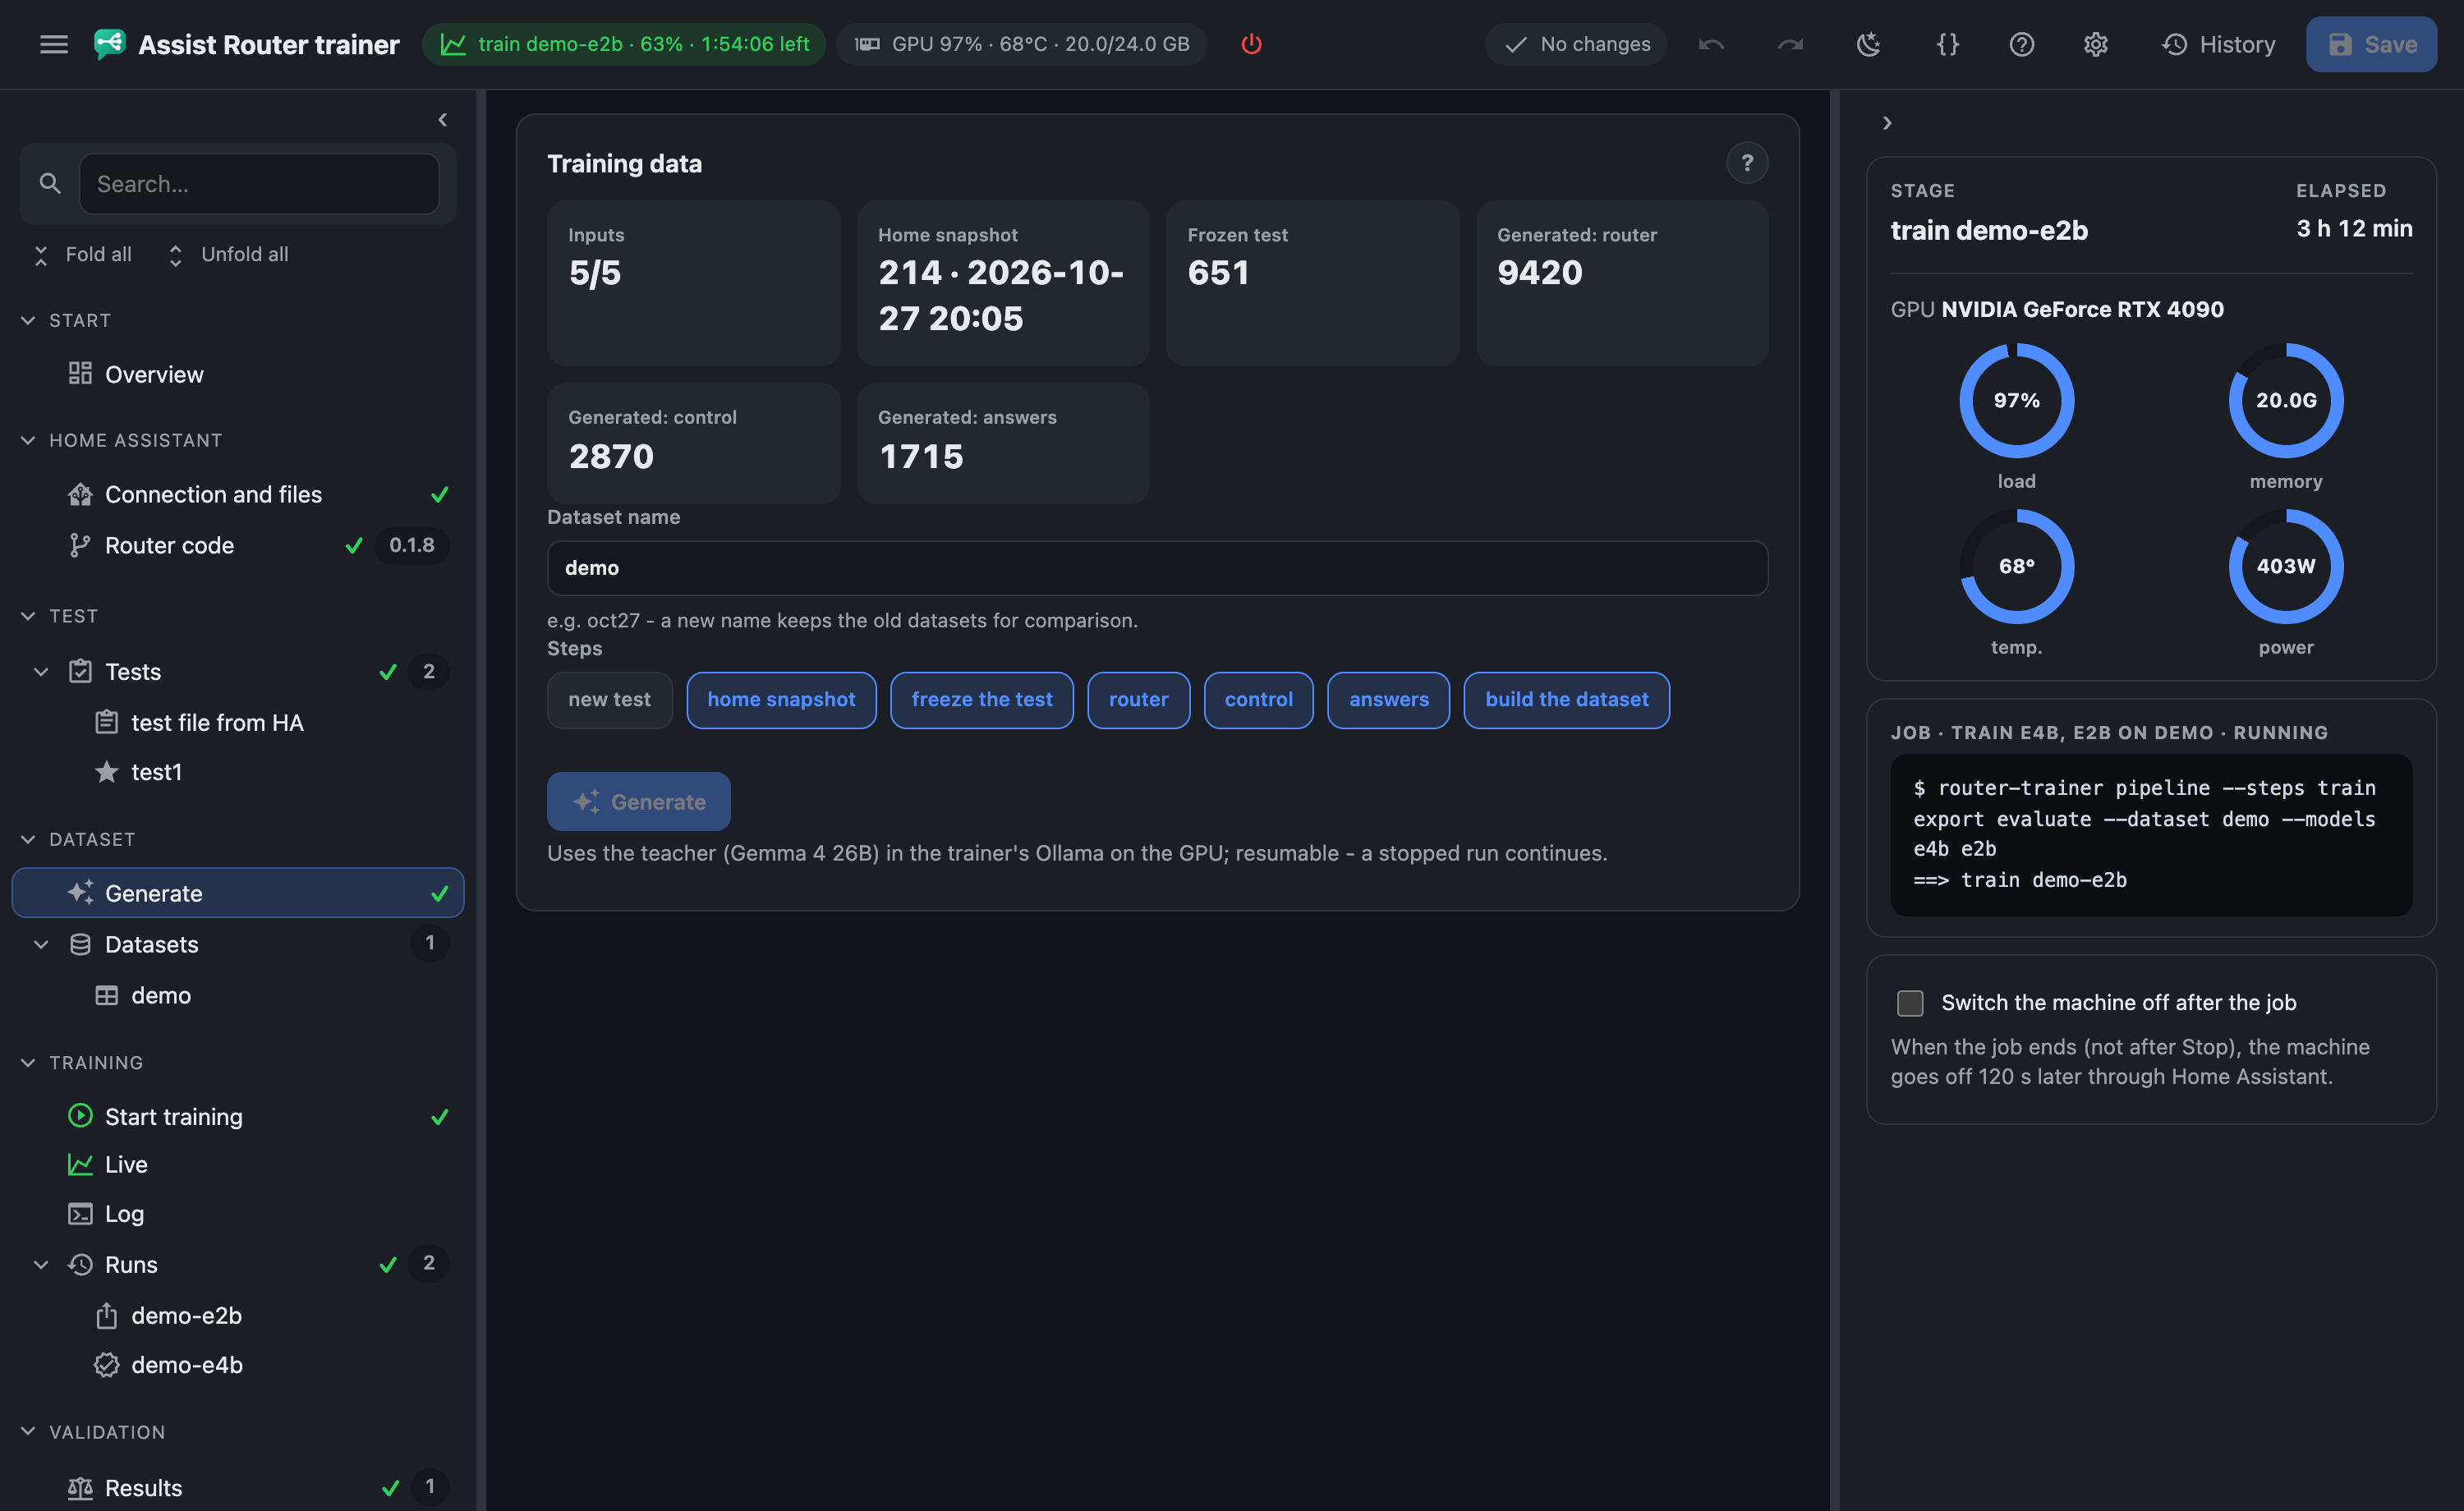 Assist Router trainer
train demo-e2b · 63% · 1:54:06 left
GPU 97% · 68°C · 20.0/24.0 GB
No changes
{}
History
Save
Search...
Fold all
Unfold all
START
Overview
HOME ASSISTANT
Connection and files
Router code
0.1.8
TEST
Tests
2
test file from HA
test1
DATASET
Generate
Datasets
1
demo
TRAINING
Start training
Live
Log
Runs
2
demo-e2b
demo-e4b
VALIDATION
Results
1
Training data
?
Inputs
5/5
Home snapshot
214 · 2026-10-
27 20:05
Frozen test
651
Generated: router
9420
Generated: control
2870
Generated: answers
1715
Dataset name
demo
e.g. oct27 - a new name keeps the old datasets for comparison.
Steps
new test
home snapshot
freeze the test
router
control
answers
build the dataset
Generate
Uses the teacher (Gemma 4 26B) in the trainer's Ollama on the GPU; resumable - a stopped run continues.
STAGE
train demo-e2b
ELAPSED
3 h 12 min
GPU NVIDIA GeForce RTX 4090
97%
load
20.0G
memory
68°
temp.
403W
power
JOB · TRAIN E4B, E2B ON DEMO · RUNNING
$ router-trainer pipeline --steps train
export evaluate --dataset demo --models
e4b e2b
==> train demo-e2b
Switch the machine off after the job
When the job ends (not after Stop), the machine
goes off 120 s later through Home Assistant.